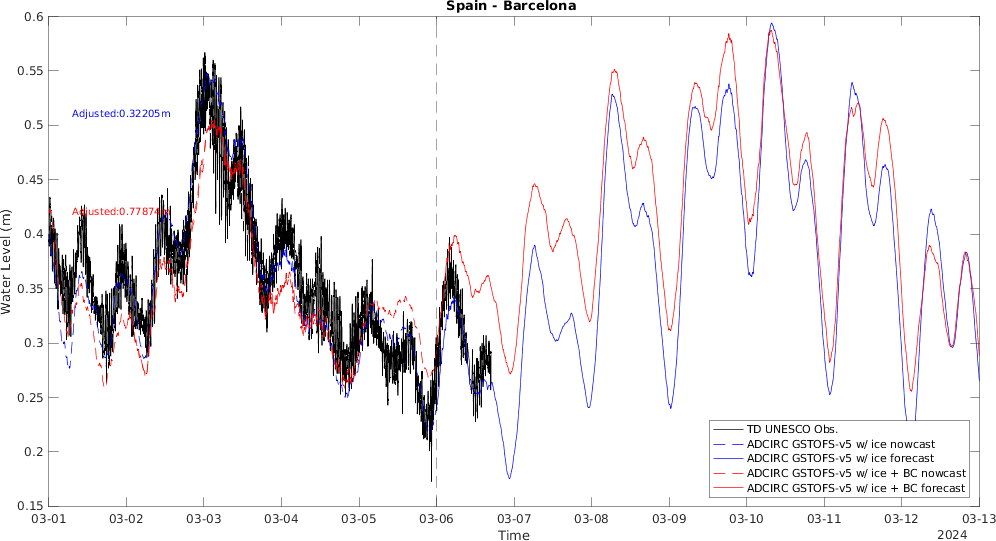 Spain - Barcelona
0.6
0.55
0.5
0.45
0.4
0.35
0.3
0.25
0.2
0.15
Water Level (m)
Adjusted:0.32205m
Adjusted:0.77874m
TD UNESCO Obs.
ADCIRC GSTOFS-v5 w/ ice nowcast
ADCIRC GSTOFS-v5 w/ ice forecast
ADCIRC GSTOFS-v5 w/ ice + BC nowcast
ADCIRC GSTOFS-v5 w/ ice + BC forecast
03-01 03-02 03-03 03-04 03-05 03-06 03-07 03-08 03-09 03-10 03-11 03-12 03-13
Time
2024